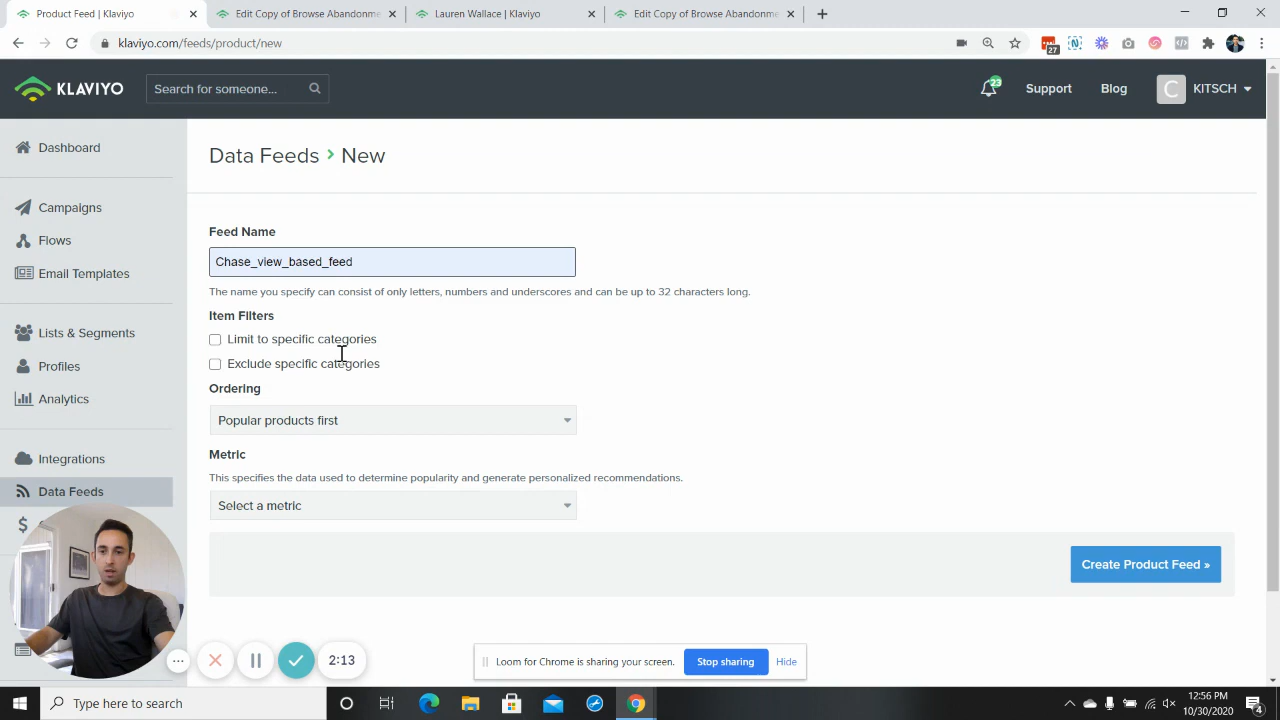 Product Feed | Klaviyo
Edit Copy of Browse Abandonme
Lauren Wallace | Klaviyo
Edit Copy of Browse Abandonme
klaviyo.com/feeds/product/new
27
KLAVIYO
Search for someone...
23
Support
Blog
C
KITSCH
Dashboard
Campaigns
Flows
Email Templates
Lists & Segments
Profiles
Analytics
Integrations
Data Feeds
Data Feeds > New
Feed Name
Chase_view_based_feed
The name you specify can consist of only letters, numbers and underscores and can be up to 32 characters long.
Item Filters
Limit to specific categories
Exclude specific categories
Ordering
Popular products first
Metric
This specifies the data used to determine popularity and generate personalized recommendations.
Select a metric
Create Product Feed »
2:13
Loom for Chrome is sharing your screen.
Stop sharing
Hide
Type here to search
12:56 PM
10/30/2020
4